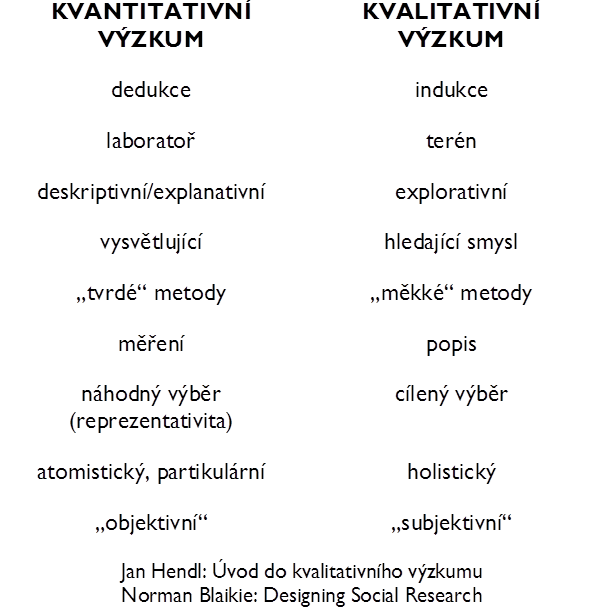 KVANTITATIVNÍ VÝZKUM
KVALITATIVNÍ VÝZKUM
dedukce
indukce
laboratoř
terén
deskriptivní/explanativní
explorativní
vysvětlující
hledající smysl
„tvrdé“ metody
„měkké“ metody
měření
popis
náhodný výběr
(reprezentativita)
cílený výběr
atomistický, partikulární
holistický
„objektivní“
„subjektivní“
Jan Hendl: Úvod do kvalitativního výzkumu
Norman Blaikie: Designing Social Research